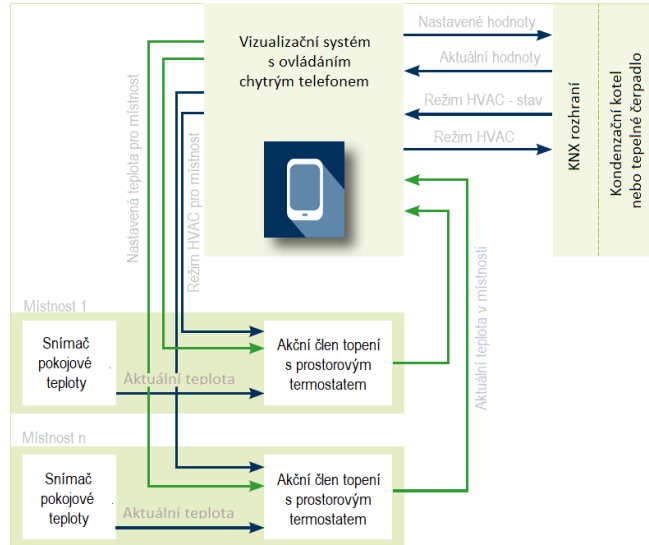 Vizualizační systém
s ovládáním
chytrým telefonem
Nastavené hodnoty
Aktuální hodnoty
Režim HVAC - stav
Režim HVAC
KNX rozhraní
Kondenzační kotel
nebo tepelné čerpadlo
Nastavená teplota pro místnost
Režim HVAC pro místnost
Aktuální teplota v místnosti
Místnost 1
Snímač
pokojové
teploty
Aktuální teplota
Akční člen topení
s prostorovým
termostatem
Místnost n
Snímač
pokojové
teploty
Aktuální teplota
Akční člen topení
s prostorovým
termostatem